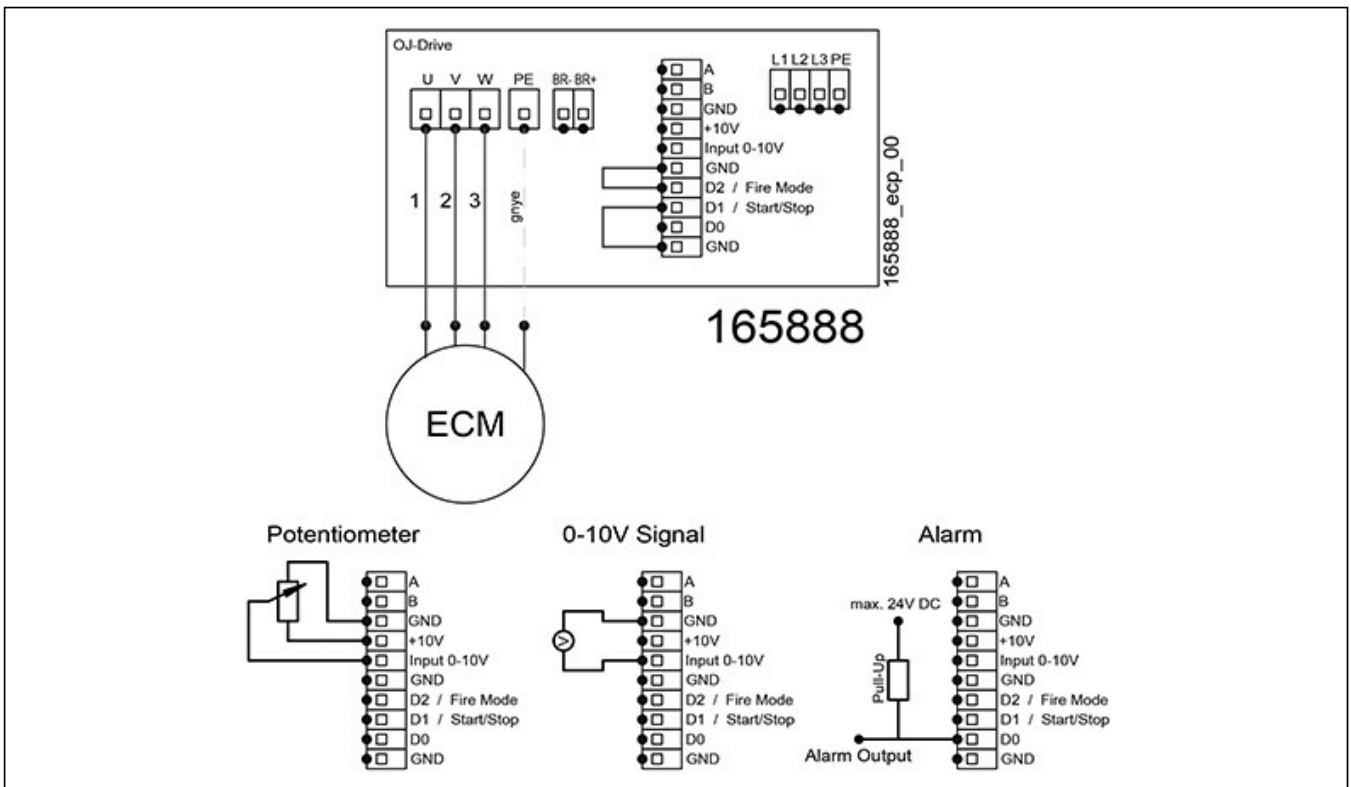 OJ-Drive
U V W PE BR- BR+
L1 L2 L3 PE
A
B
GND
+10V
Input 0-10V
GND
D2 / Fire Mode
D1 / Start/Stop
D0
GND
1 2 3 gnye
165888_ecp_00
165888
ECM
Potentiometer
A
B
GND
+10V
Input 0-10V
GND
D2 / Fire Mode
D1 / Start/Stop
D0
GND
0-10V Signal
V
A
B
GND
+10V
Input 0-10V
GND
D2 / Fire Mode
D1 / Start/Stop
D0
GND
Alarm
max. 24V DC
Pull-Up
Alarm Output
A
B
GND
+10V
Input 0-10V
GND
D2 / Fire Mode
D1 / Start/Stop
D0
GND